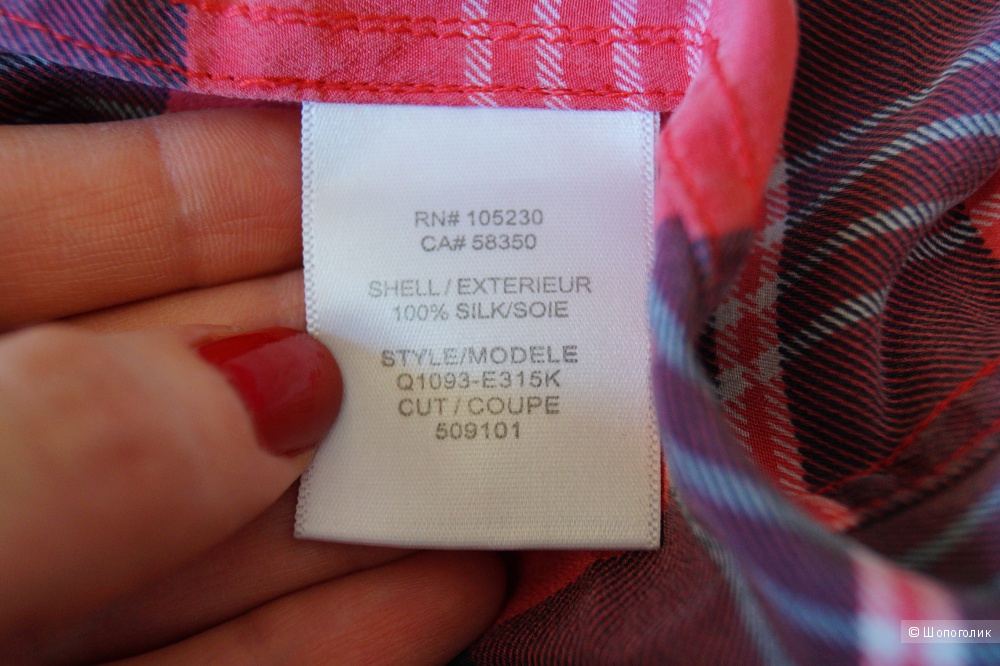 RN# 105230
CA# 58350
SHELL / EXTERIEUR
100% SILK/SOIE
STYLE/MODELE
Q1093-E315K
CUT / COUPE
509101
© Шопоголик